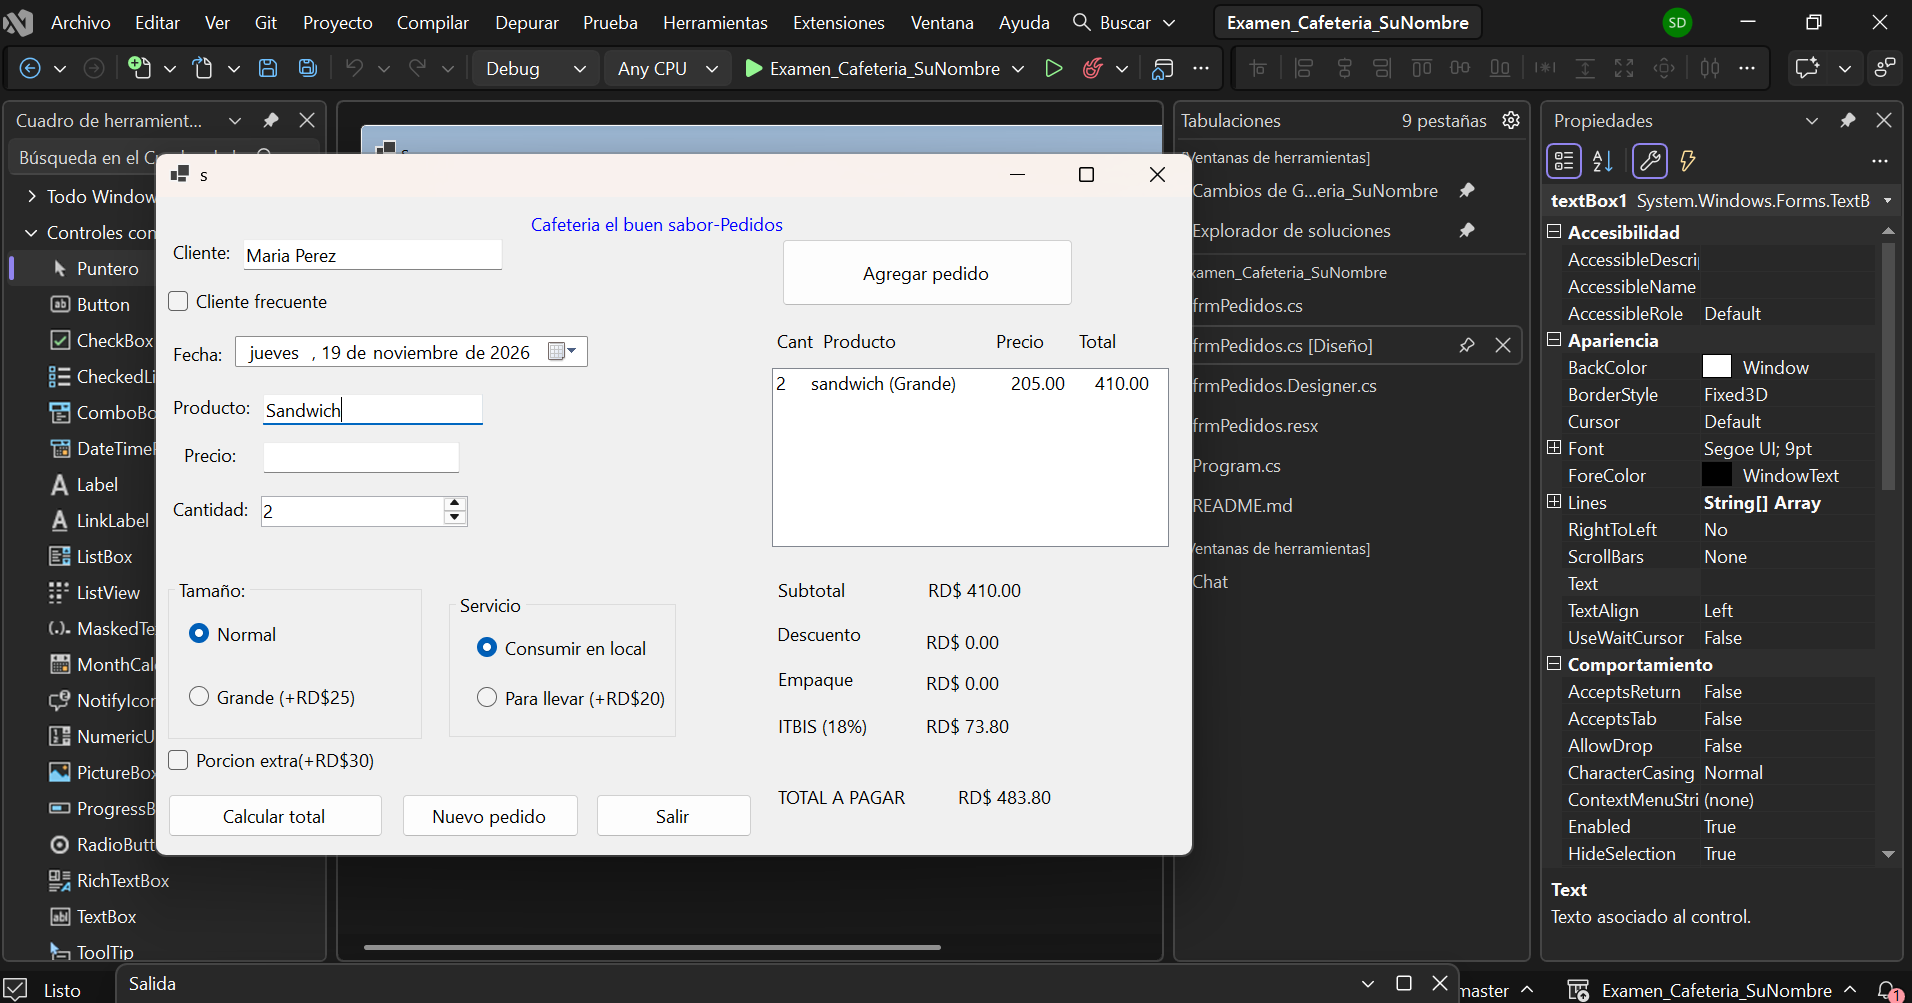 Archivo Editar Ver Git Proyecto Compilar Depurar Prueba Herramientas Extensiones Ventana Ayuda Buscar Examen_Cafeteria_SuNombre SD
Debug Any CPU Examen_Cafeteria_SuNombre
Cuadro de herramient...
Todo Window
Controles con
Puntero
Button
CheckBox
CheckedLi
ComboBo
DateTimeP
Label
LinkLabel
ListBox
ListView
MaskedTe
MonthCal
NotifyIcon
NumericU
PictureBox
ProgressB
RadioButt
RichTextBox
TextBox
ToolTip
s
Cafeteria el buen sabor-Pedidos
Cliente: Maria Perez
Cliente frecuente
Fecha: jueves , 19 de noviembre de 2026
Producto: Sandwich
Precio:
Cantidad: 2
Tamaño:
Normal
Grande (+RD$25)
Servicio
Consumir en local
Para llevar (+RD$20)
Porcion extra(+RD$30)
Calcular total Nuevo pedido Salir
Agregar pedido
Cant Producto Precio Total
2 sandwich (Grande) 205.00 410.00
Subtotal RD$ 410.00
Descuento RD$ 0.00
Empaque RD$ 0.00
ITBIS (18%) RD$ 73.80
TOTAL A PAGAR RD$ 483.80
Tabulaciones 9 pestañas
Ventanas de herramientas]
Cambios de G...eria_SuNombre
Explorador de soluciones
xamen_Cafeteria_SuNombre
frmPedidos.cs
frmPedidos.cs [Diseño]
frmPedidos.Designer.cs
frmPedidos.resx
Program.cs
README.md
Ventanas de herramientas]
Chat
Propiedades
textBox1 System.Windows.Forms.TextB
Accesibilidad
AccessibleDescri
AccessibleName
AccessibleRole Default
Apariencia
BackColor Window
BorderStyle Fixed3D
Cursor Default
Font Segoe UI; 9pt
ForeColor WindowText
Lines String[] Array
RightToLeft No
ScrollBars None
Text
TextAlign Left
UseWaitCursor False
Comportamiento
AcceptsReturn False
AcceptsTab False
AllowDrop False
CharacterCasing Normal
ContextMenuStri (none)
Enabled True
HideSelection True
Text
Texto asociado al control.
Listo
Salida
master Examen_Cafeteria_SuNombre 1